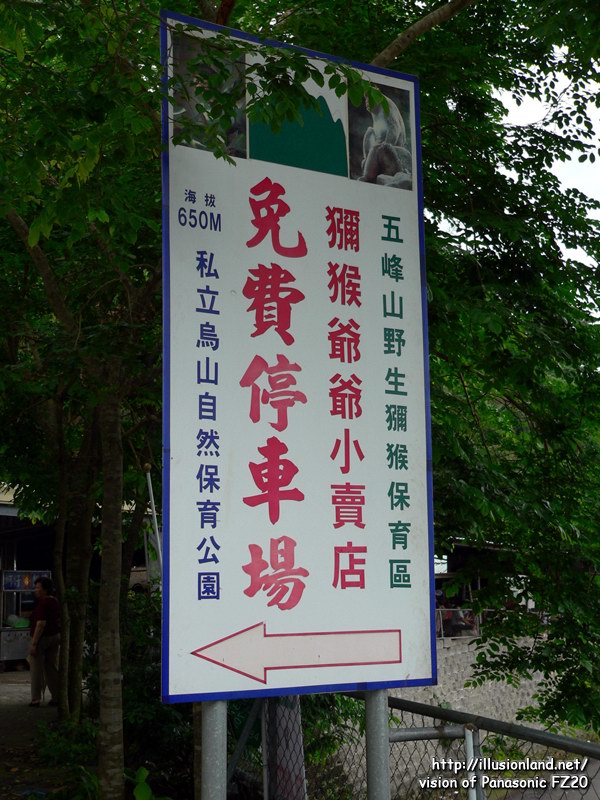 五峰山野生獼猴保育區
獼猴爺爺小賣店
免費停車場
海拔
650M
私立烏山自然保育公園
http://illusionland.net/
vision of Panasonic FZ20